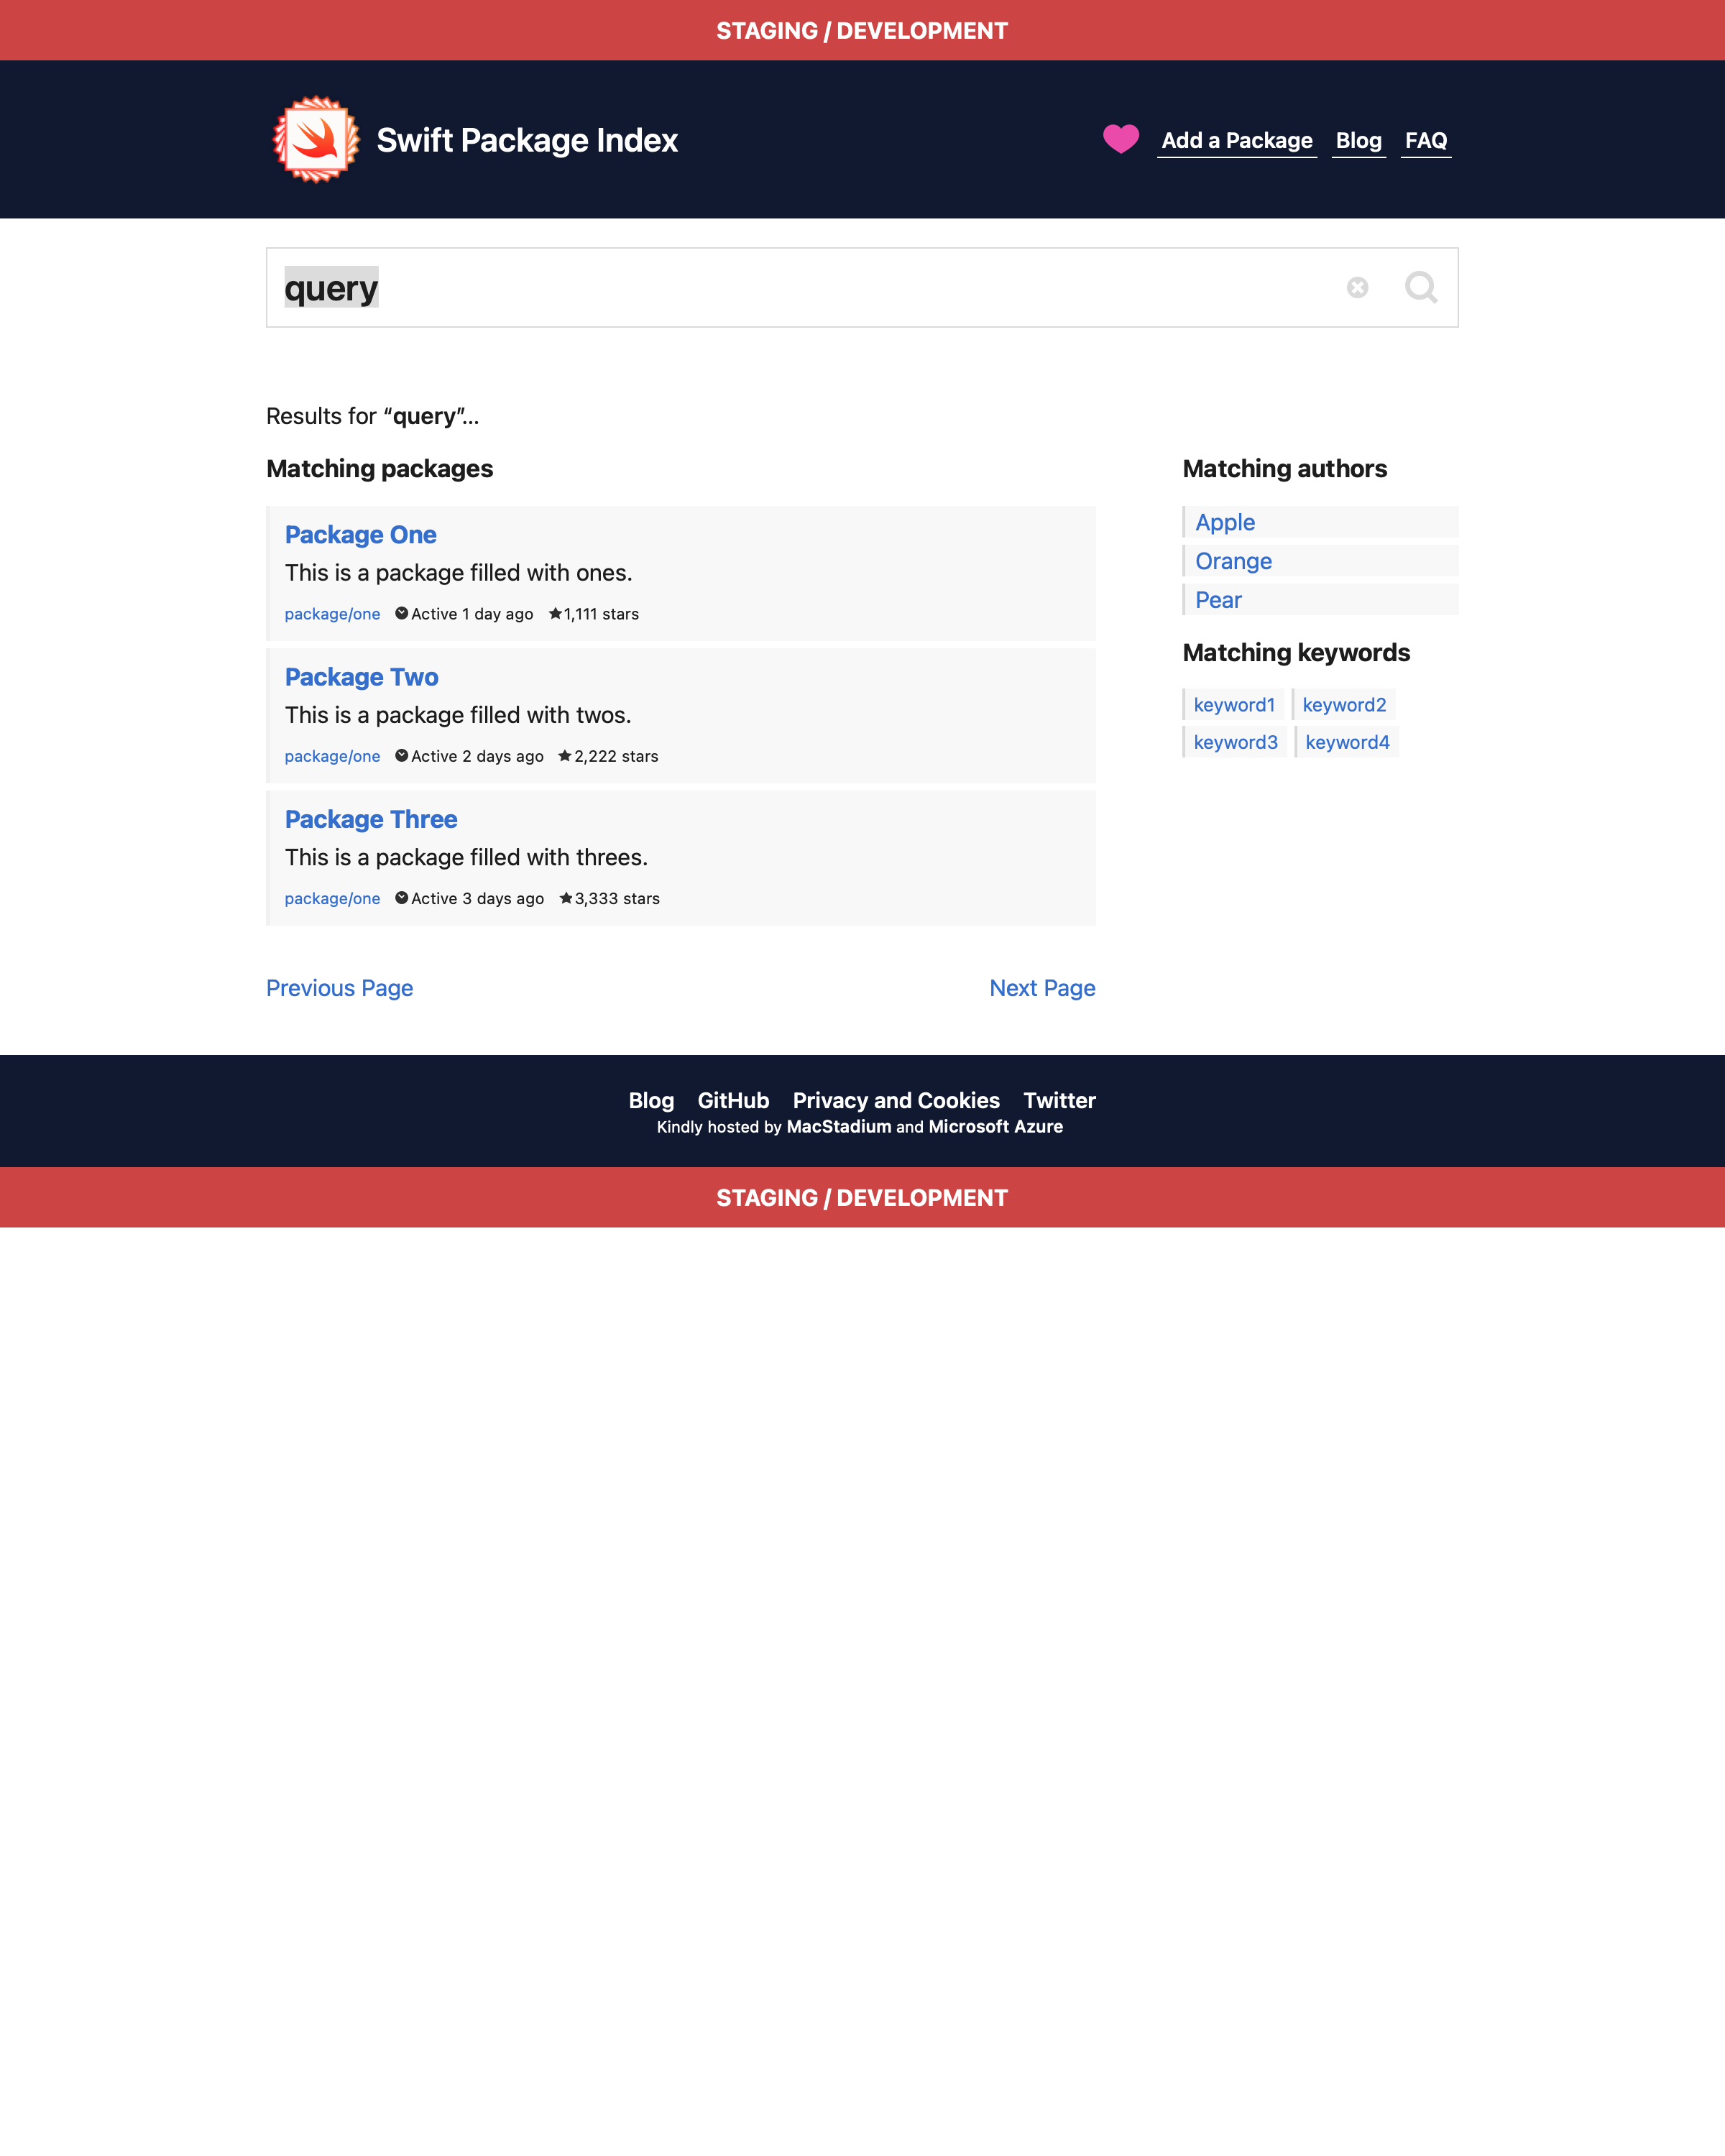 STAGING / DEVELOPMENT
Swift Package Index
Add a Package Blog FAQ
query
Results for “query”...
Matching packages
Package One
This is a package filled with ones.
package/one Active 1 day ago 1,111 stars
Package Two
This is a package filled with twos.
package/one Active 2 days ago 2,222 stars
Package Three
This is a package filled with threes.
package/one Active 3 days ago 3,333 stars
Previous Page Next Page
Matching authors
Apple
Orange
Pear
Matching keywords
keyword1 keyword2
keyword3 keyword4
Blog GitHub Privacy and Cookies Twitter
Kindly hosted by MacStadium and Microsoft Azure
STAGING / DEVELOPMENT